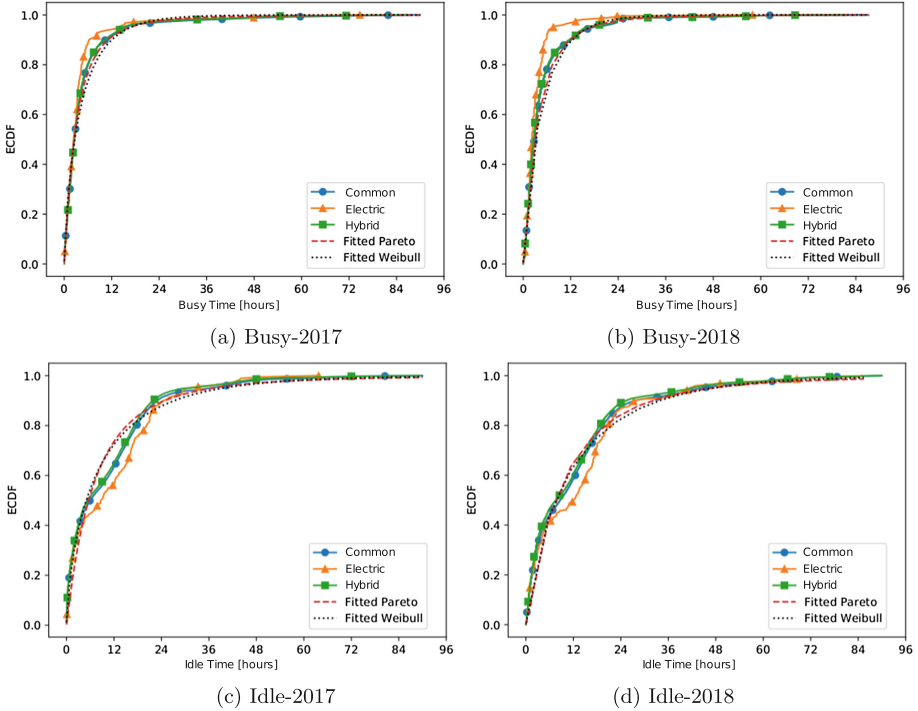 1.0
0.8
0.6
0.4
0.2
0.0
ECDF
Common
Electric
Hybrid
Fitted Pareto
Fitted Weibull
0 12 24 36 48 60 72 84 96
Busy Time [hours]
(a) Busy-2017
1.0
0.8
0.6
0.4
0.2
0.0
ECDF
Common
Electric
Hybrid
Fitted Pareto
Fitted Weibull
0 12 24 36 48 60 72 84 96
Busy Time [hours]
(b) Busy-2018
1.0
0.8
0.6
0.4
0.2
0.0
ECDF
Common
Electric
Hybrid
Fitted Pareto
Fitted Weibull
0 12 24 36 48 60 72 84 96
Idle Time [hours]
(c) Idle-2017
1.0
0.8
0.6
0.4
0.2
0.0
ECDF
Common
Electric
Hybrid
Fitted Pareto
Fitted Weibull
0 12 24 36 48 60 72 84 96
Idle Time [hours]
(d) Idle-2018